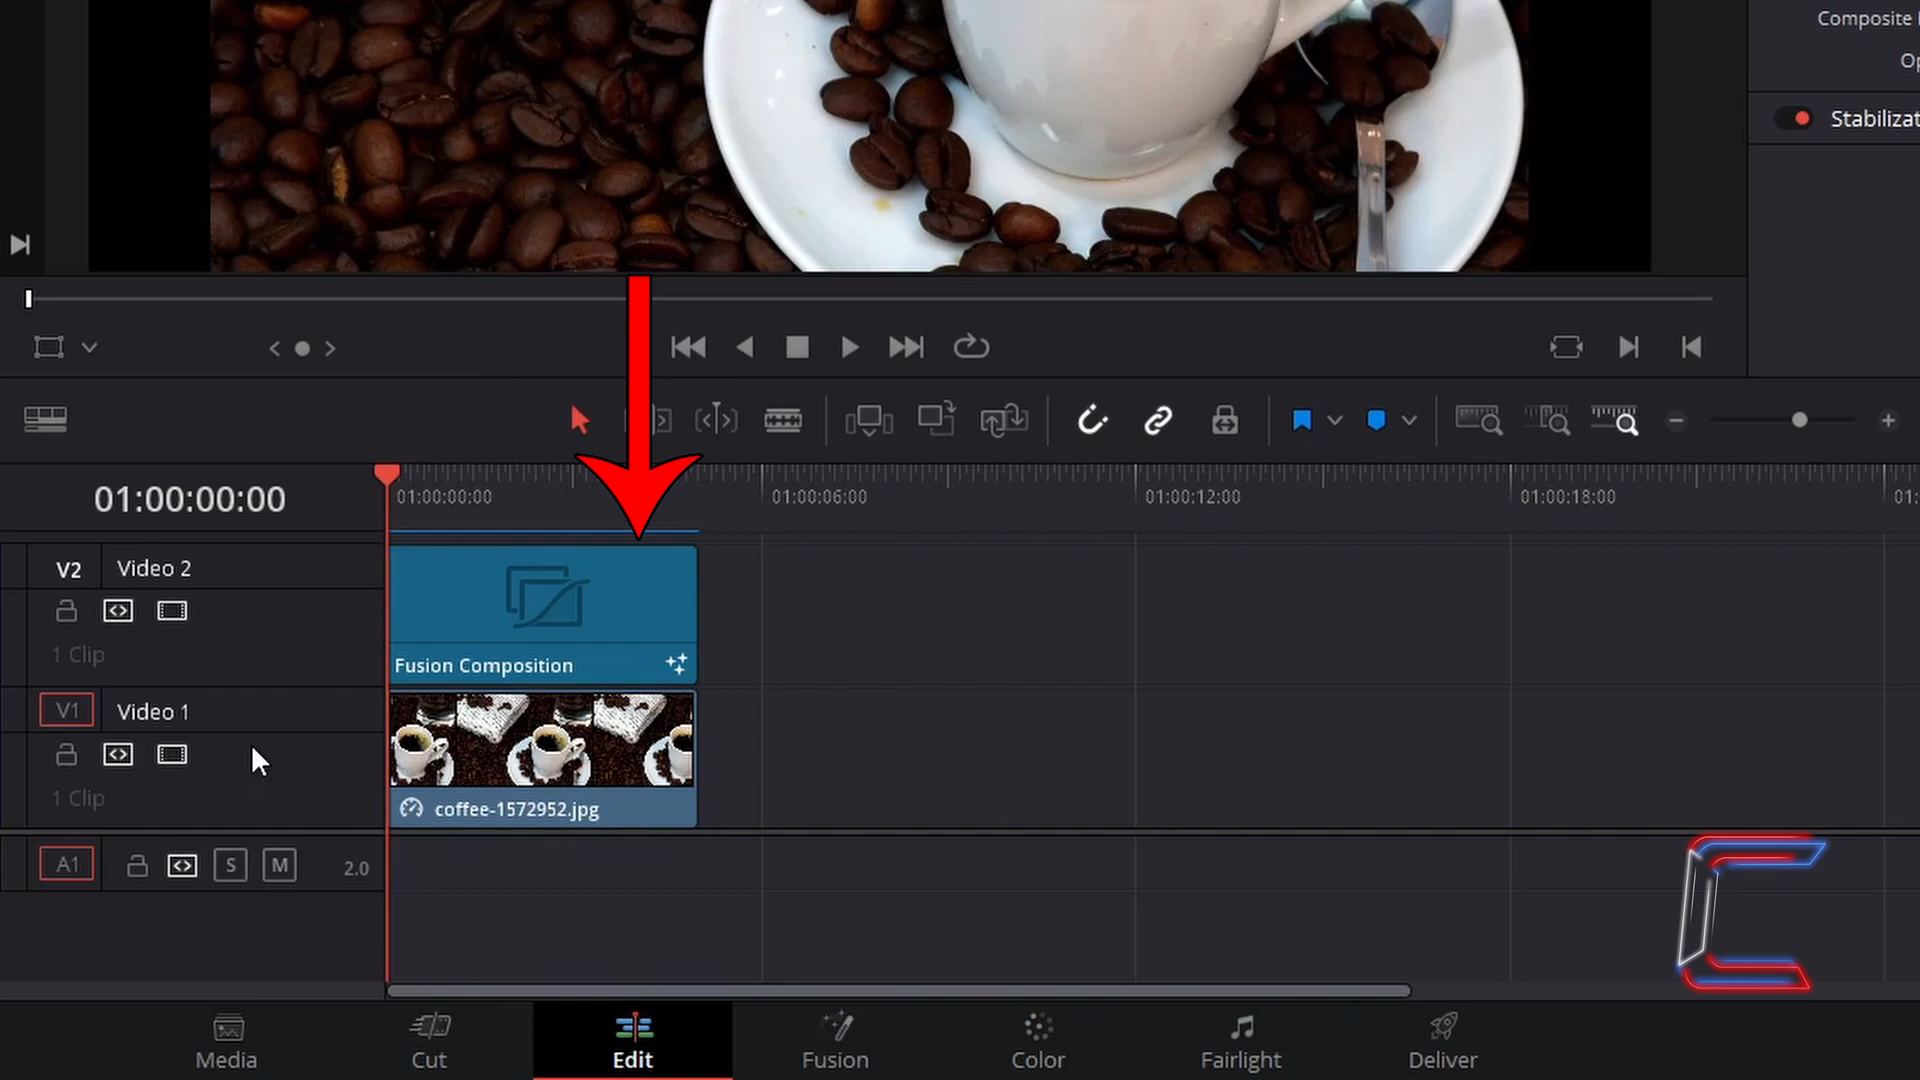 Composite
Op
Stabilizat
01:00:00:00
01:00:00:00
01:00:06:00
01:00:12:00
01:00:18:00
01:
V2
Video 2
1 Clip
Fusion Composition
V1
Video 1
1 Clip
coffee-1572952.jpg
A1
S
M
2.0
Media
Cut
Edit
Fusion
Color
Fairlight
Deliver